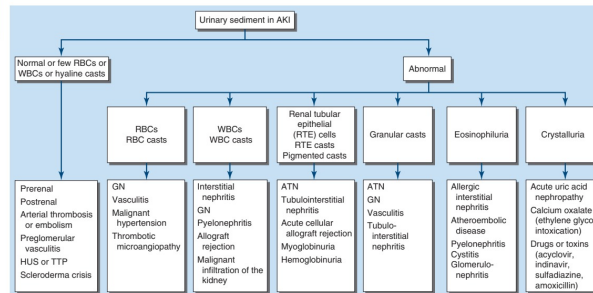 Urinary sediment in AKI
Normal or few RBCs or
WBCs or hyaline casts
Abnormal
RBCs
RBC casts
WBCs
WBC casts
Renal tubular
epithelial
(RTE) cells
RTE casts
Pigmented casts
Granular casts
Eosinophiluria
Crystalluria
Prerenal
Postrenal
Arterial thrombosis
or embolism
Preglomerular
vasculitis
HUS or TTP
Scleroderma crisis
GN
Vasculitis
Malignant
hypertension
Thrombotic
microangiopathy
Interstitial
nephritis
GN
Pyelonephritis
Allograft
rejection
Malignant
infiltration of the
kidney
ATN
Tubulointerstitial
nephritis
Acute cellular
allograft rejection
Myoglobinuria
Hemoglobinuria
ATN
GN
Vasculitis
Tubulo-
interstitial
nephritis
Allergic
interstitial
nephritis
Atheroembolic
disease
Pyelonephritis
Cystitis
Glomerulo-
nephritis
Acute uric acid
nephropathy
Calcium oxalate
(ethylene glyco
intoxication)
Drugs or toxins
(acyclovir,
indinavir,
sulfadiazine,
amoxicillin)